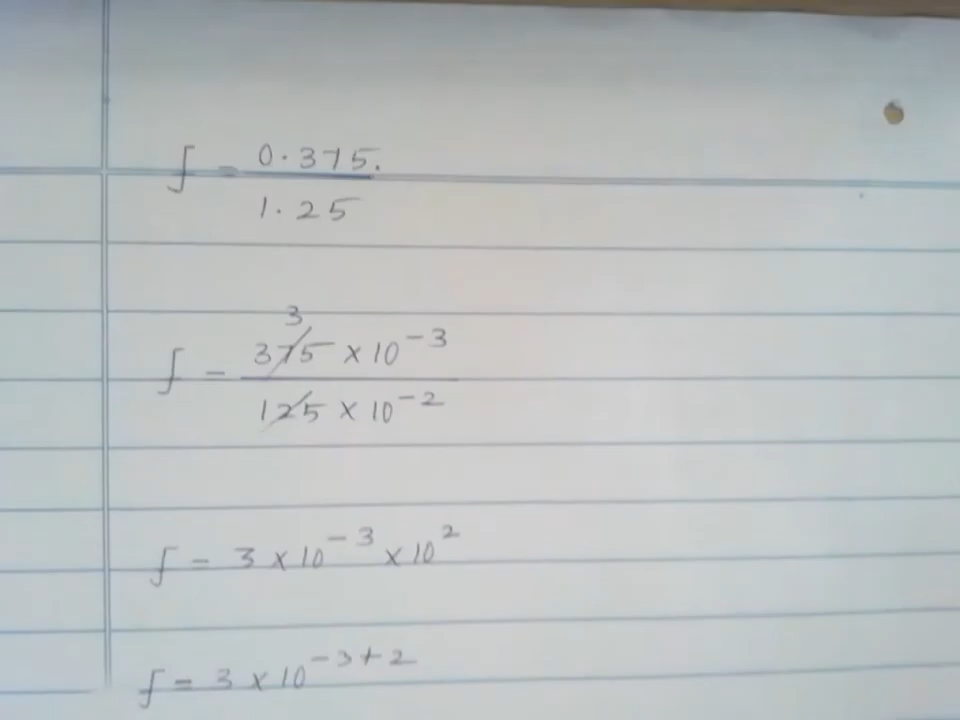 f = 0.375. / 1.25
3
f = 375 × 10⁻³ / 125 × 10⁻²
f = 3 × 10⁻³ × 10²
f = 3 × 10⁻³⁺²